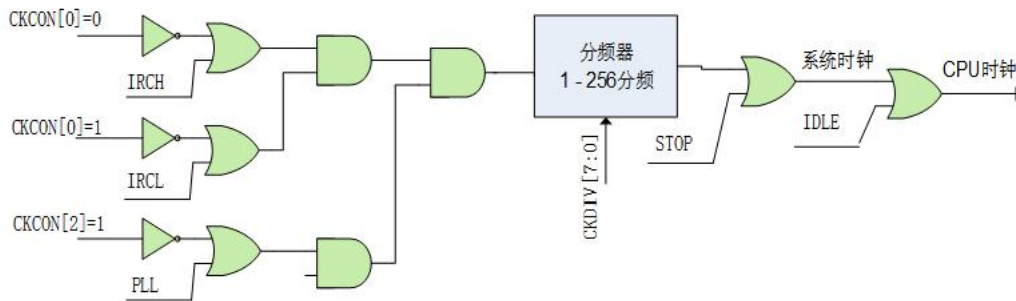 CKCON[0]=0
IRCH
CKCON[0]=1
IRCL
CKCON[2]=1
PLL
分频器
1-256分频
CKDIV[7:0]
STOP
系统时钟
IDLE
CPU时钟